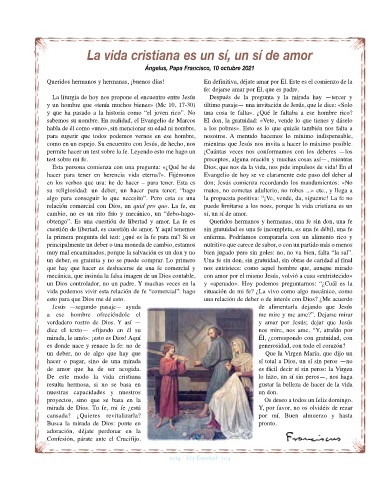 La vida cristiana es un sí, un sí de amor
Ángelus, Papa Francisco, 10 octubre 2021
Queridos hermanos y hermanas, ¡buenos días!
La liturgia de hoy nos propone el encuentro entre Jesús
y un hombre que «tenía muchos bienes» (Mc 10, 17-30)
y que ha pasado a la historia como "el joven rico". No
sabemos su nombre. En realidad, el Evangelio de Marcos
habla de él como «uno», sin mencionar su edad ni nombre,
para sugerir que todos podemos vernos en ese hombre,
como en un espejo. Su encuentro con Jesús, de hecho, nos
permite hacer un test sobre la fe. Leyendo esto me hago un
test sobre mi fe.
Esta persona comienza con una pregunta: «¿Qué he de
hacer para tener en herencia vida eterna?». Fijémonos
en los verbos que usa: he de hacer – para tener. Esta es
su religiosidad: un deber, un hacer para tener, "hago
algo para conseguir lo que necesito". Pero esta es una
relación comercial con Dios, un quid pro quo. La fe, en
cambio, no es un rito frío y mecánico, un "debo-hago-
obtengo". Es una cuestión de libertad y amor. La fe es
cuestión de libertad, es cuestión de amor. Y aquí tenemos
la primera pregunta del test: ¿qué es la fe para mí? Si es
principalmente un deber o una moneda de cambio, estamos
muy mal encaminados, porque la salvación es un don y no
un deber, es gratuita y no se puede comprar. Lo primero
que hay que hacer es deshacerse de una fe comercial y
mecánica, que insinúa la falsa imagen de un Dios contable,
un Dios controlador, no un padre. Y muchas veces en la
vida podemos vivir esta relación de fe "comercial": hago
esto para que Dios me dé esto.
Jesús —segundo pasaje— ayuda
a ese hombre ofreciéndole el
verdadero rostro de Dios. Y así —
dice el texto— «fijando en él su
mirada, le amó»: ¡esto es Dios! Aquí
es donde nace y renace la fe: no de
un deber, no de algo que hay que
hacer o pagar, sino de una mirada
de amor que ha de ser acogida.
De este modo la vida cristiana
resulta hermosa, si no se basa en
nuestras capacidades y nuestros
proyectos, sino que se basa en la
mirada de Dios. Tu fe, mi fe ¿está
cansada? ¿Quieres revitalizarla?
Busca la mirada de Dios: ponte en
adoración, déjate perdonar en la
Confesión, párate ante el Crucifijo.
En definitiva, déjate amar por Él. Este es el comienzo de la
fe: dejarse amar por Él, que es padre.
Después de la pregunta y la mirada hay —tercer y
último pasaje— una invitación de Jesús, que le dice: «Solo
una cosa te falta». ¿Qué le faltaba a ese hombre rico?
El don, la gratuidad: «Vete, vende lo que tienes y dáselo
a los pobres». Esto es lo que quizás también nos falta a
nosotros. A menudo hacemos lo mínimo indispensable,
mientras que Jesús nos invita a hacer lo máximo posible.
¡Cuántas veces nos conformamos con los deberes —los
preceptos, alguna oración y muchas cosas así—, mientras
Dios, que nos da la vida, nos pide impulsos de vida! En el
Evangelio de hoy se ve claramente este paso del deber al
don; Jesús comienza recordando los mandamientos: «No
mates, no cometas adulterio, no robes ...» etc., y llega a
la propuesta positiva: "¡Ve, vende, da, sígueme! La fe no
puede limitarse a los noes, porque la vida cristiana es un
sí, un sí de amor.
Queridos hermanos y hermanas, una fe sin don, una fe
sin gratuidad es una fe incompleta, es una fe débil, una fe
enferma. Podríamos compararla con un alimento rico y
nutritivo que carece de sabor, o con un partido más o menos
bien jugado pero sin goles: no, no va bien, falta "la sal".
Una fe sin don, sin gratuidad, sin obras de caridad al final
nos entristece: como aquel hombre que, aunque mirado
con amor por el mismo Jesús, volvió a casa «entristecido»
y «apenado». Hoy podemos preguntarnos: "¿Cuál es la
situación de mi fe? ¿La vivo como algo mecánico, como
una relación de deber o de interés con Dios? ¿Me acuerdo
de alimentarla dejando que Jesús
me mire y me ame?". Dejarse mirar
y amar por Jesús; dejar que Jesús
nos mire, nos ame. "Y, atraído por
Él, ¿correspondo con gratuidad, con
generosidad, con todo el corazón?
Que la Virgen María, que dijo un
sí total a Dios, un sí sin peros —no
es fácil decir sí sin peros: la Virgen
lo hizo, un sí sin peros—, nos haga
gustar la belleza de hacer de la vida
un don.
Os deseo a todos un feliz domingo.
Y, por favor, no os olvidéis de rezar
por mí. Buen almuerzo y hasta
pronto.
Franciscus